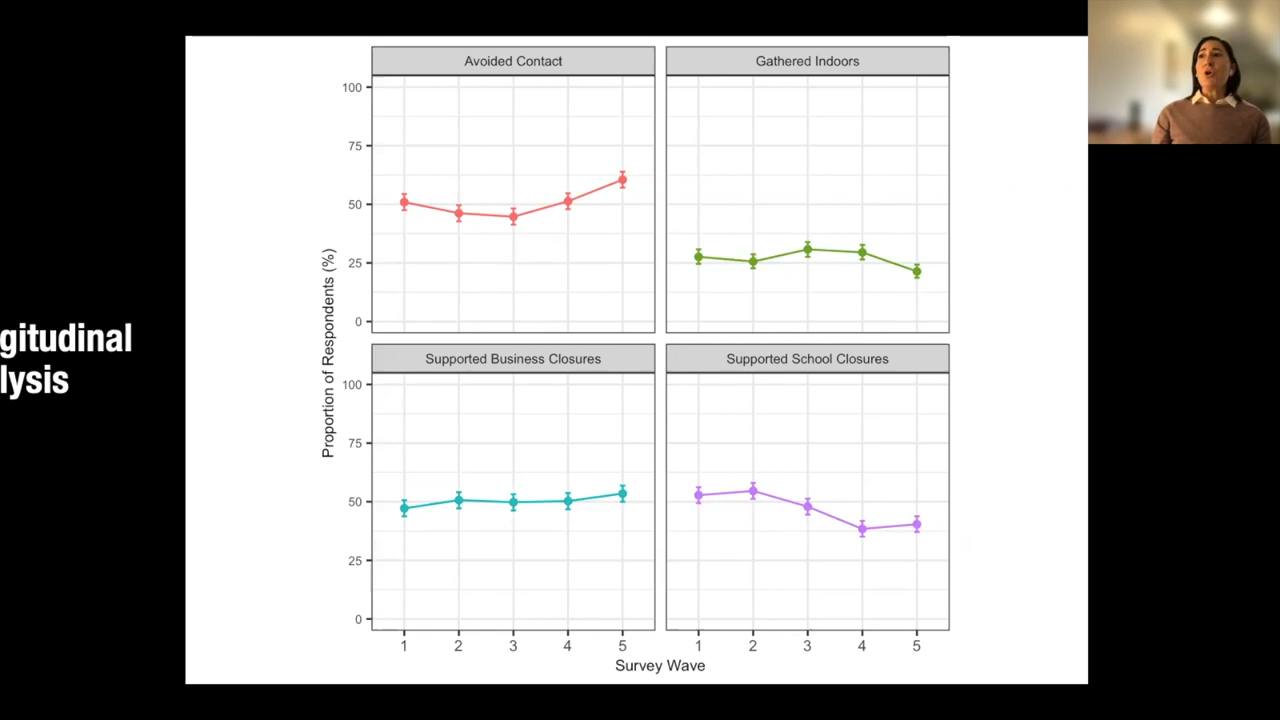 gitudinal
lysis
Avoided Contact
Gathered Indoors
100
75
50
25
0
Proportion of Respondents (%)
Supported Business Closures
Supported School Closures
100
75
50
25
0
1 2 3 4 5
1 2 3 4 5
Survey Wave